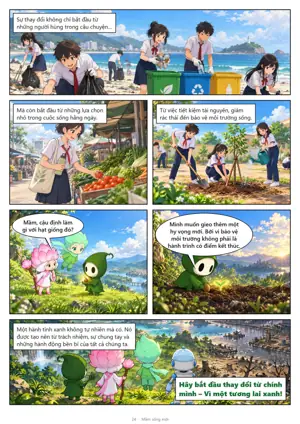 Sự thay đổi không chỉ bắt đầu từ
những người hùng trong câu chuyện...
Mà còn bắt đầu từ những lựa chọn
nhỏ trong cuộc sống hằng ngày.
Từ việc tiết kiệm tài nguyên, giảm
rác thải đến bảo vệ môi trường sống.
Mầm, cậu định làm
gì với hạt giống đó?
Mình muốn gieo thêm một
hy vọng mới. Bởi vì bảo vệ
môi trường không phải là
hành trình có điểm kết thúc.
Một hành tinh xanh không tự nhiên mà có. Nó
được tạo nên từ trách nhiệm, sự chung tay và
những hành động bền bỉ của tất cả chúng ta.
Hãy bắt đầu thay đổi từ chính
mình – Vì một tương lai xanh!
24 Mầm sống mới